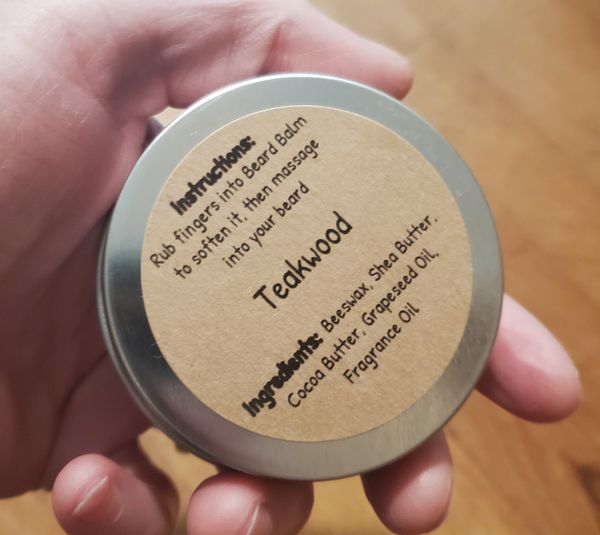 Instructions:
Rub fingers into Beard Balm
to soften it, then massage
into your beard
Teakwood
Ingredients: Beeswax, Shea Butter,
Cocoa Butter, Grapeseed Oil,
Fragrance Oil